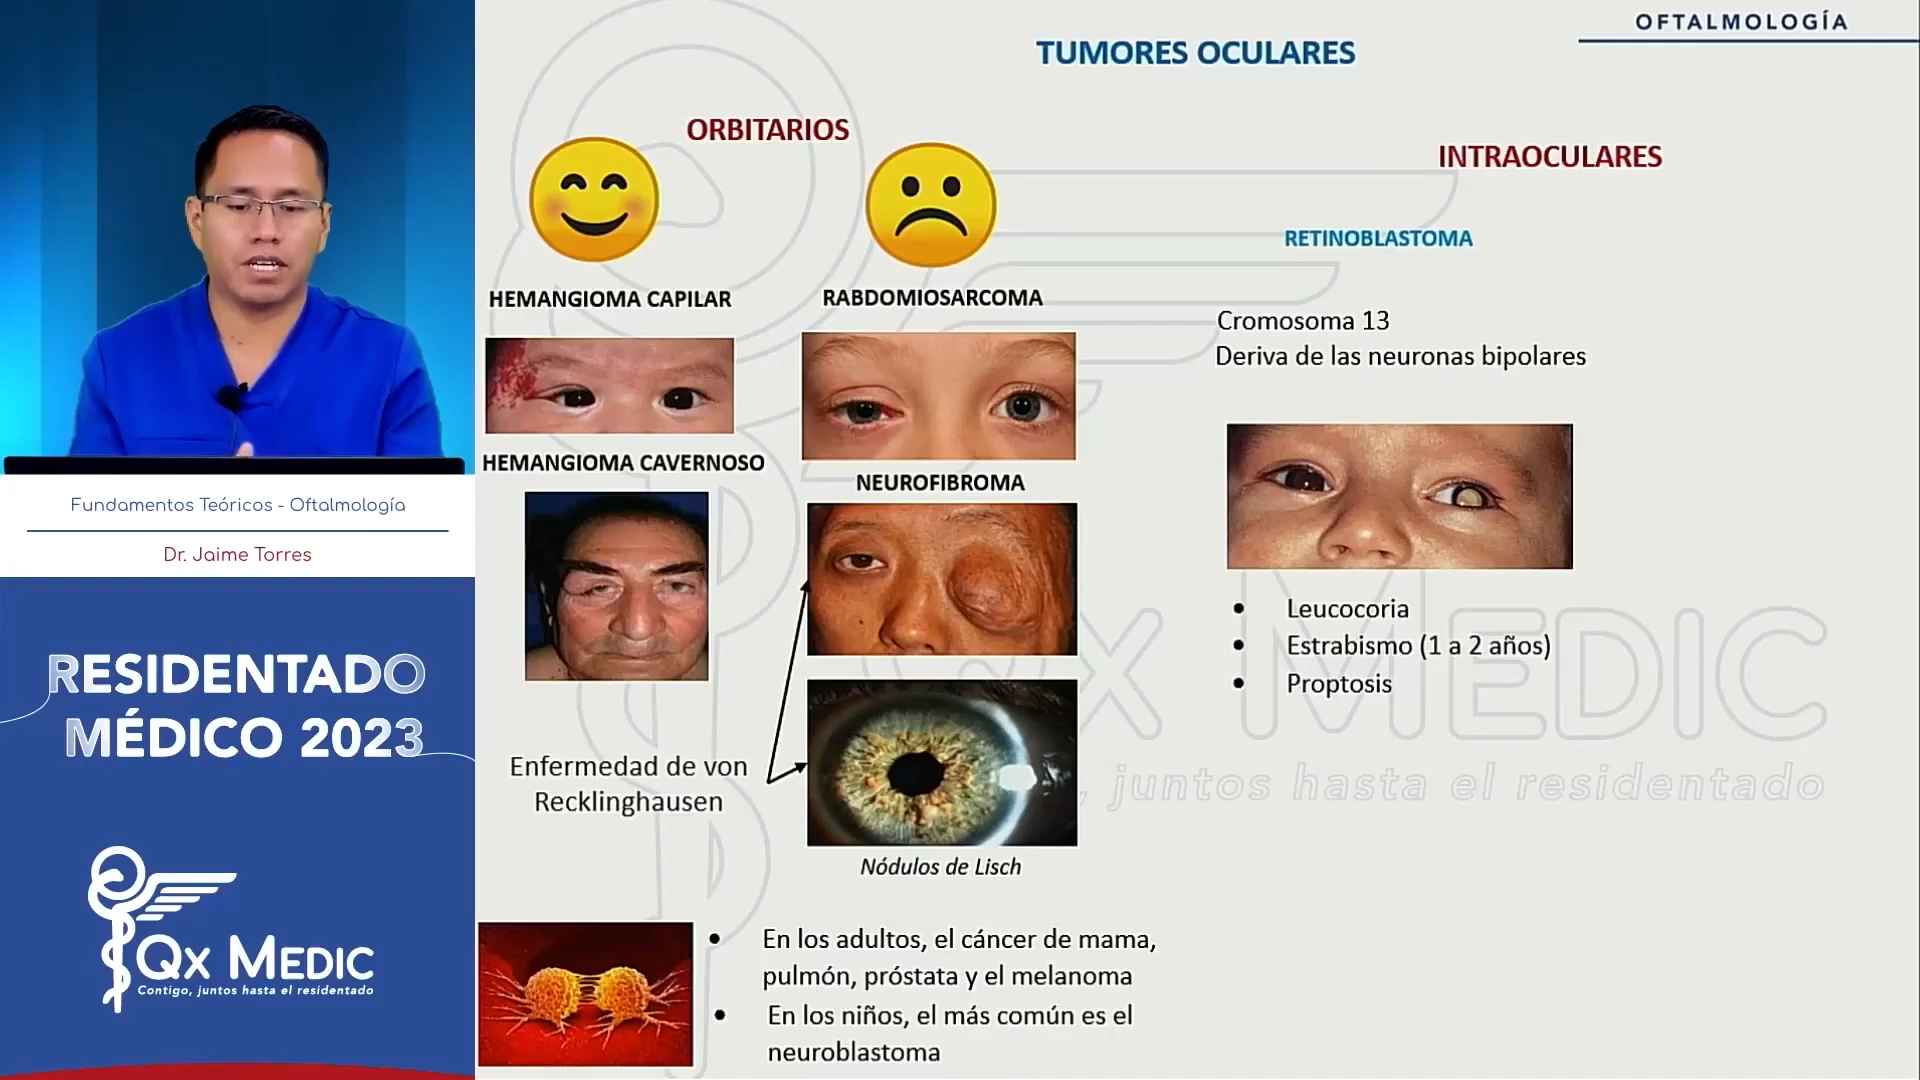 OFTALMOLOGÍA
TUMORES OCULARES
ORBITARIOS
INTRAOCULARES
RETINOBLASTOMA
HEMANGIOMA CAPILAR
RABDOMIOSARCOMA
Cromosoma 13
Deriva de las neuronas bipolares
HEMANGIOMA CAVERNOSO
NEUROFIBROMA
Leucocoria
Estrabismo (1 a 2 años)
Proptosis
Enfermedad de von
Recklinghausen
Nódulos de Lisch
En los adultos, el cáncer de mama,
pulmón, próstata y el melanoma
En los niños, el más común es el
neuroblastoma
Qx MEDIC
, juntos hasta el residentado
Fundamentos Teóricos - Oftalmología
Dr. Jaime Torres
RESIDENTADO
MÉDICO 2023
Qx MEDIC
Contigo, juntos hasta el residentado